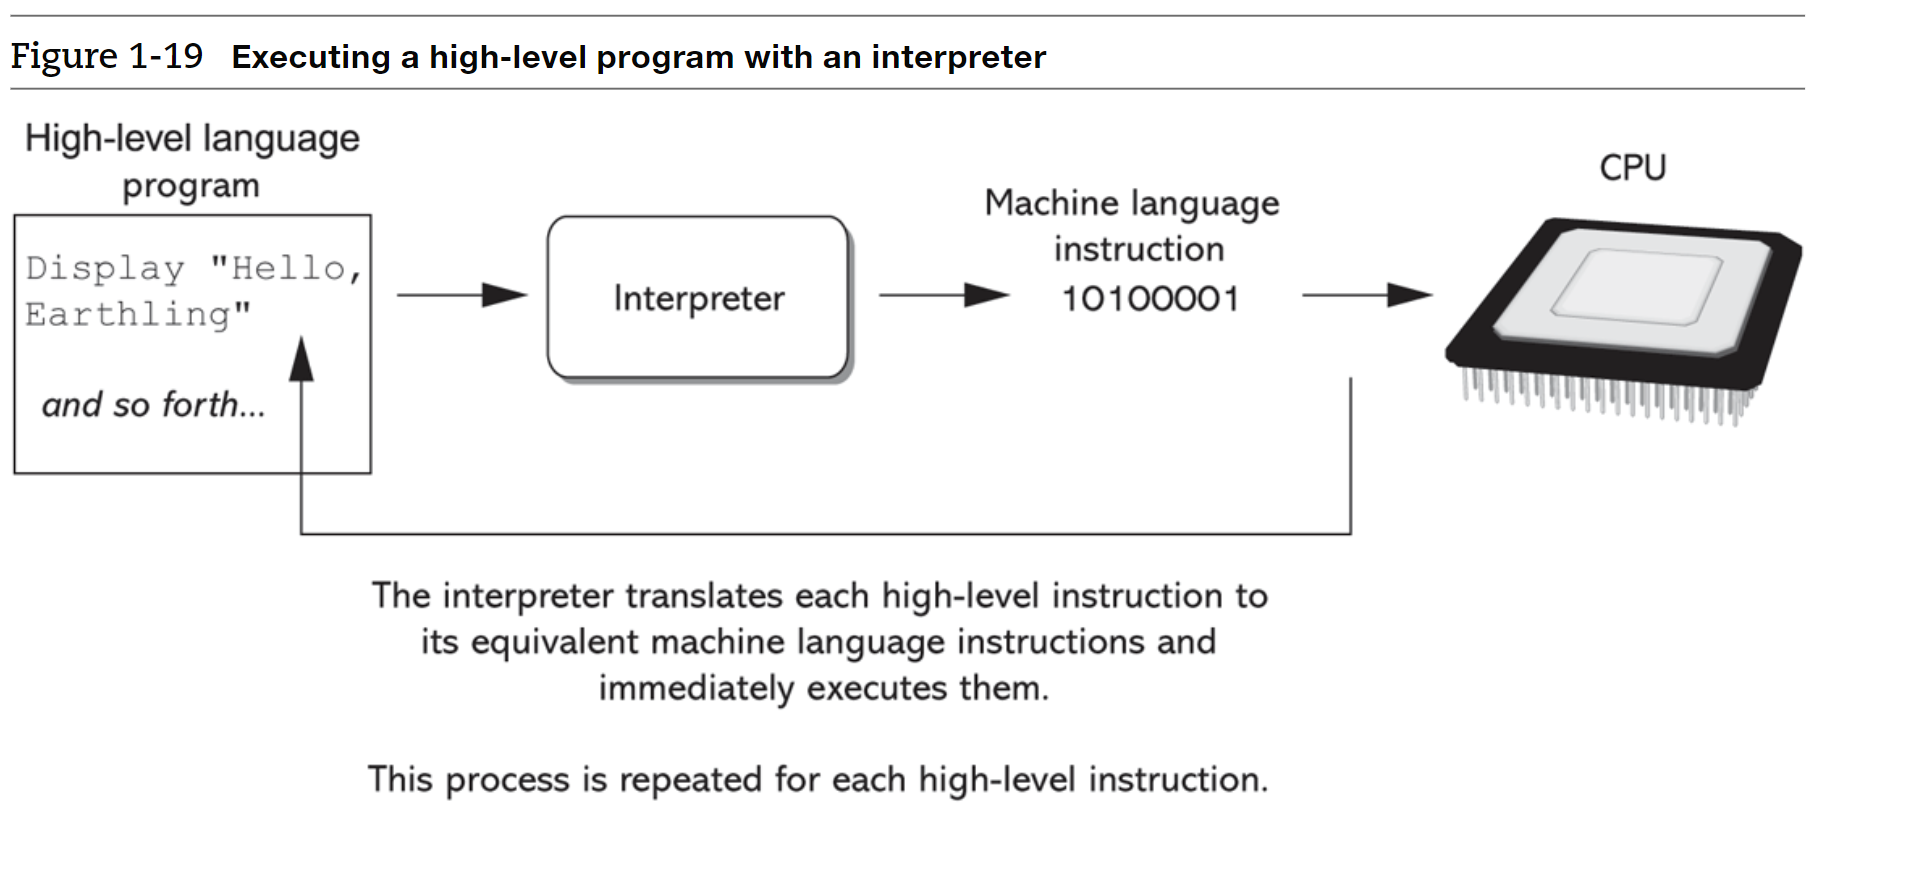 Figure 1-19 Executing a high-level program with an interpreter
High-level language
program
Display "Hello,
Earthling"
and so forth...
Interpreter
Machine language
instruction
10100001
CPU
The interpreter translates each high-level instruction to
its equivalent machine language instructions and
immediately executes them.
This process is repeated for each high-level instruction.